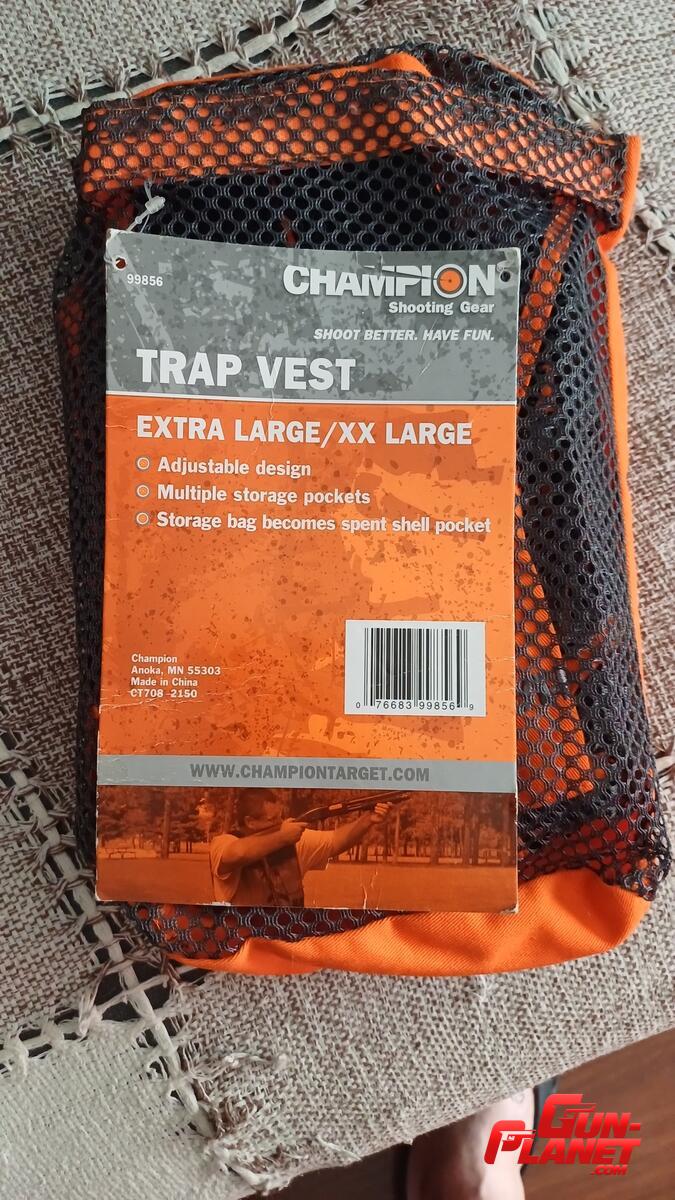 99856
CHAMPION
Shooting Gear
SHOOT BETTER. HAVE FUN.
TRAP VEST
EXTRA LARGE/XX LARGE
Adjustable design
Multiple storage pockets
Storage bag becomes spent shell pocket
Champion
Anoka, MN 55303
Made in China
CT708-2150
0 76683 99856 9
WWW.CHAMPIONTARGET.COM
GUN-
PLANET
.COM